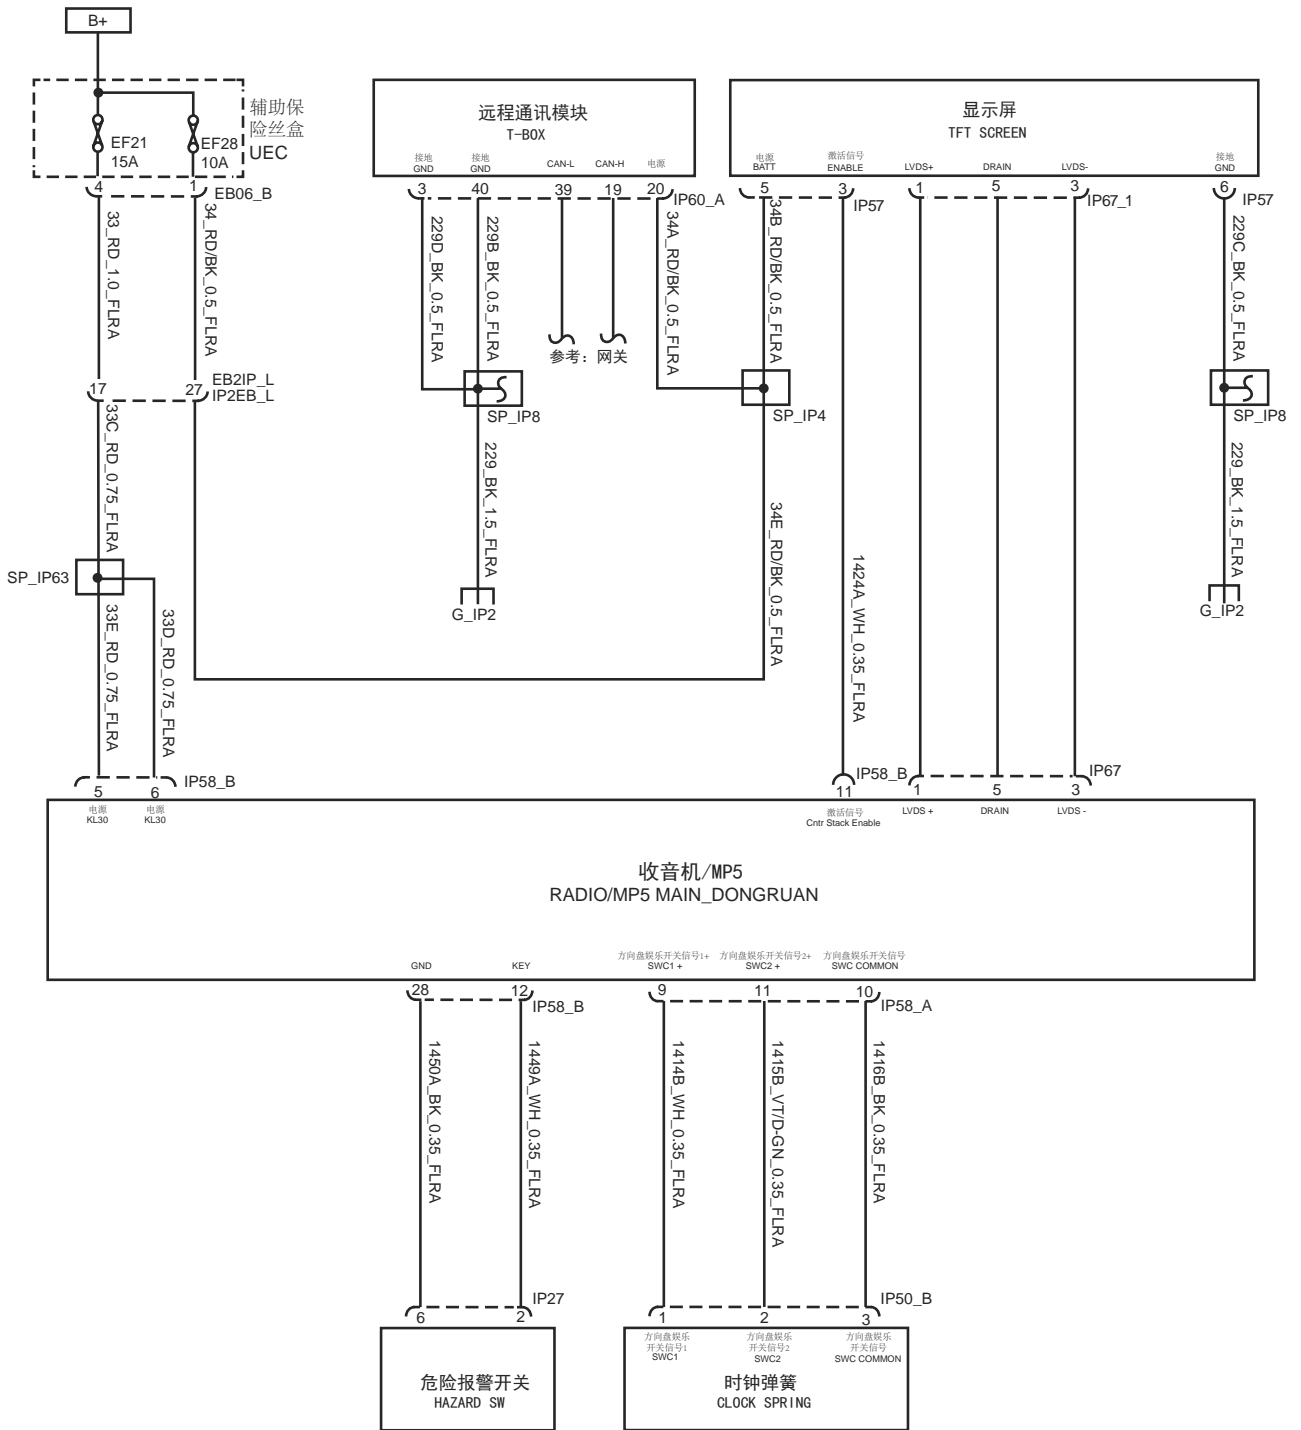 B+
辅助保
险丝盒
UEC
EF21
15A
EF28
10A
4
1
EB06_B
远程通讯模块
T-BOX
接地
GND
接地
GND
CAN-L
CAN-H
电源
3
40
39
19
20
IP60_A
显示屏
TFT SCREEN
电源
BATT
激活信号
ENABLE
LVDS+
DRAIN
LVDS-
接地
GND
5
3
IP57
1
5
3
IP67_1
6
IP57
33_RD_1.0_FLRA
34_RD/BK_0.5_FLRA
229D_BK_0.5_FLRA
229B_BK_0.5_FLRA
参考：网关
34A_RD/BK_0.5_FLRA
34B_RD/BK_0.5_FLRA
229C_BK_0.5_FLRA
17
27
EB2IP_L
IP2EB_L
SP_IP8
SP_IP4
SP_IP8
33C_RD_0.75_FLRA
229_BK_1.5_FLRA
34E_RD/BK_0.5_FLRA
1424A_WH_0.35_FLRA
229_BK_1.5_FLRA
SP_IP63
G_IP2
G_IP2
33E_RD_0.75_FLRA
33D_RD_0.75_FLRA
5
6
IP58_B
11
IP58_B
1
5
3
IP67
电源
KL30
电源
KL30
激活信号
Cntr Stack Enable
LVDS +
DRAIN
LVDS -
收音机/MP5
RADIO/MP5 MAIN_DONGRUAN
GND
KEY
方向盘娱乐开关信号1+
SWC1 +
方向盘娱乐开关信号2+
SWC2 +
方向盘娱乐开关信号
SWC COMMON
28
12
IP58_B
9
11
10
IP58_A
1450A_BK_0.35_FLRA
1449A_WH_0.35_FLRA
1414B_WH_0.35_FLRA
1415B_VT/D-GN_0.35_FLRA
1416B_BK_0.35_FLRA
6
2
IP27
1
2
3
IP50_B
方向盘娱乐
开关信号1
SWC1
方向盘娱乐
开关信号2
SWC2
方向盘娱乐
开关信号
SWC COMMON
危险报警开关
HAZARD SW
时钟弹簧
CLOCK SPRING